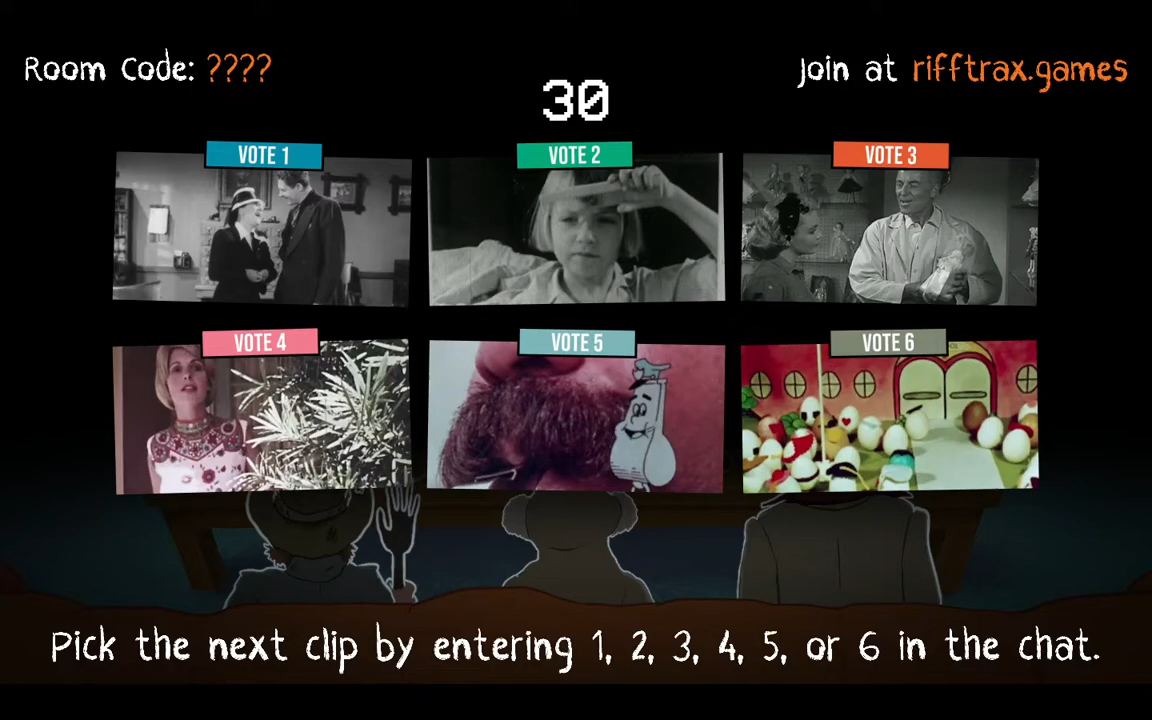 Room Code: ????
Join at rifftrax.games
30
VOTE 1
VOTE 2
VOTE 3
VOTE 4
VOTE 5
VOTE 6
Pick the next clip by entering 1, 2, 3, 4, 5, or 6 in the chat.